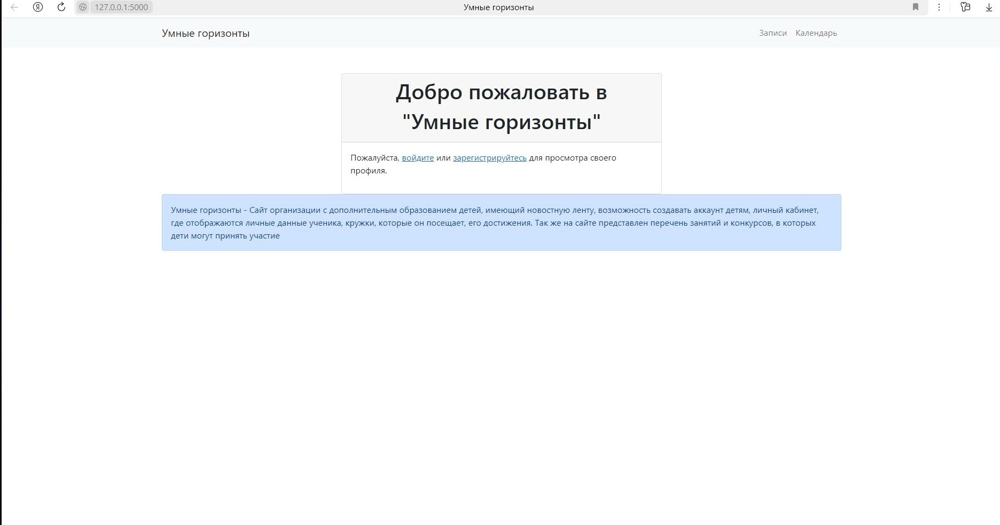 Я 127.0.0.1:5000 Умные горизонты
Умные горизонты Записи Календарь
Добро пожаловать в
"Умные горизонты"
Пожалуйста, войдите или зарегистрируйтесь для просмотра своего
профиля.
Умные горизонты - Сайт организации с дополнительным образованием детей, имеющий новостную ленту, возможность создавать аккаунт детям, личный кабинет,
где отображаются личные данные ученика, кружки, которые он посещает, его достижения. Так же на сайте представлен перечень занятий и конкурсов, в которых
дети могут принять участие